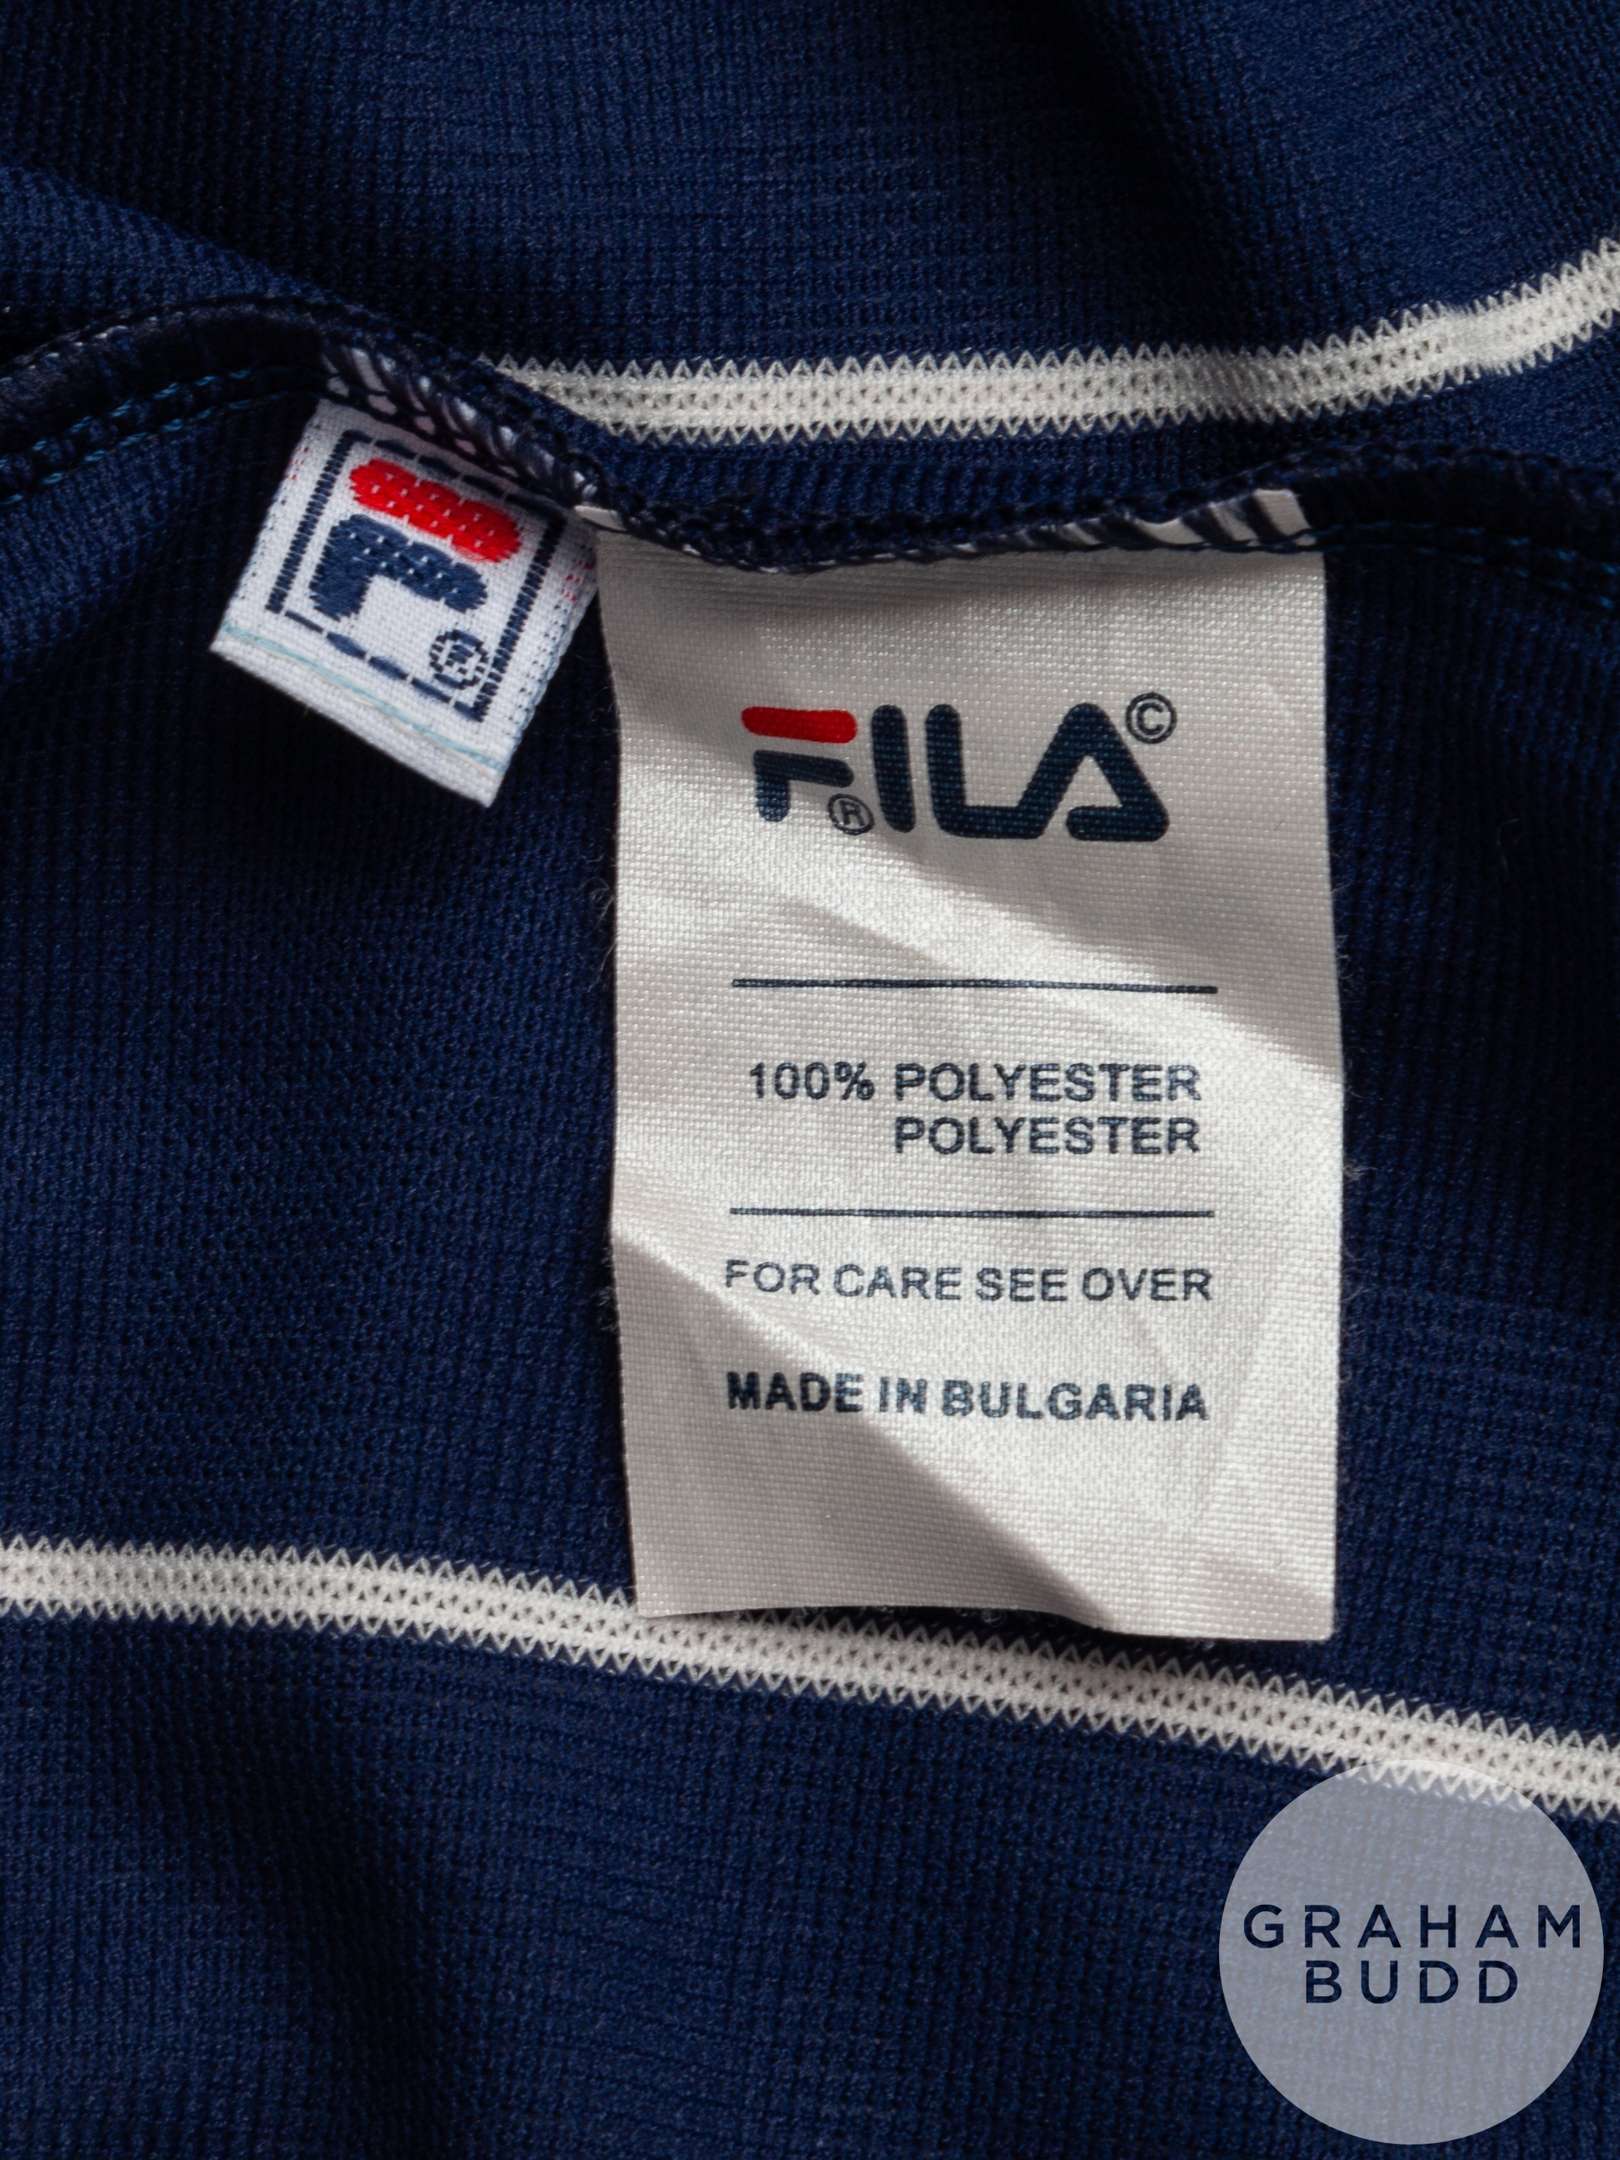 F
®
FILA©
®
100% POLYESTER
POLYESTER
FOR CARE SEE OVER
MADE IN BULGARIA
GRAHAM
BUDD